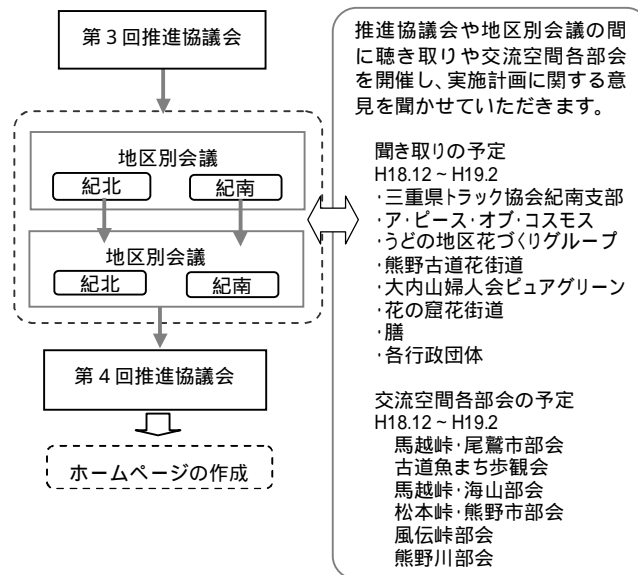 第３回推進協議会
地区別会議
紀北 紀南
地区別会議
紀北 紀南
第４回推進協議会
ホームページの作成
推進協議会や地区別会議の間
に聴き取りや交流空間各部会
を開催し、実施計画に関する意
見を聞かせていただきます。
聞き取りの予定
H18.12～H19.2
・三重県トラック協会紀南支部
・ア・ピース・オブ・コスモス
・うどの地区花づくりグループ
・熊野古道花街道
・大内山婦人会ピュアグリーン
・花の窟花街道
・膳
・各行政団体
交流空間各部会の予定
H18.12～H19.2
馬越峠・尾鷲市部会
古道魚まち歩観会
馬越峠・海山部会
松本峠・熊野市部会
風伝峠部会
熊野川部会